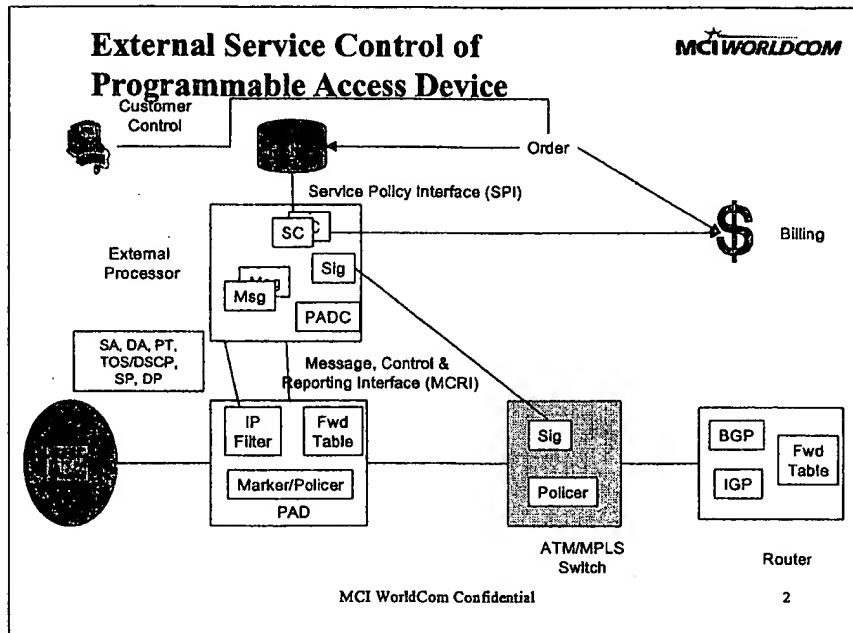 External Service Control of
Programmable Access Device
MCI WORLDCOM
Customer
Control
Order
Service Policy Interface (SPI)
SC
Billing
External
Processor
Sig
Msg
PADC
SA, DA, PT,
TOS/DSCP,
SP, DP
Message, Control &
Reporting Interface (MCRI)
IP
Filter
Fwd
Table
Marker/Policer
PAD
Sig
Policer
ATM/MPLS
Switch
BGP
IGP
Fwd
Table
Router
MCI WorldCom Confidential
2